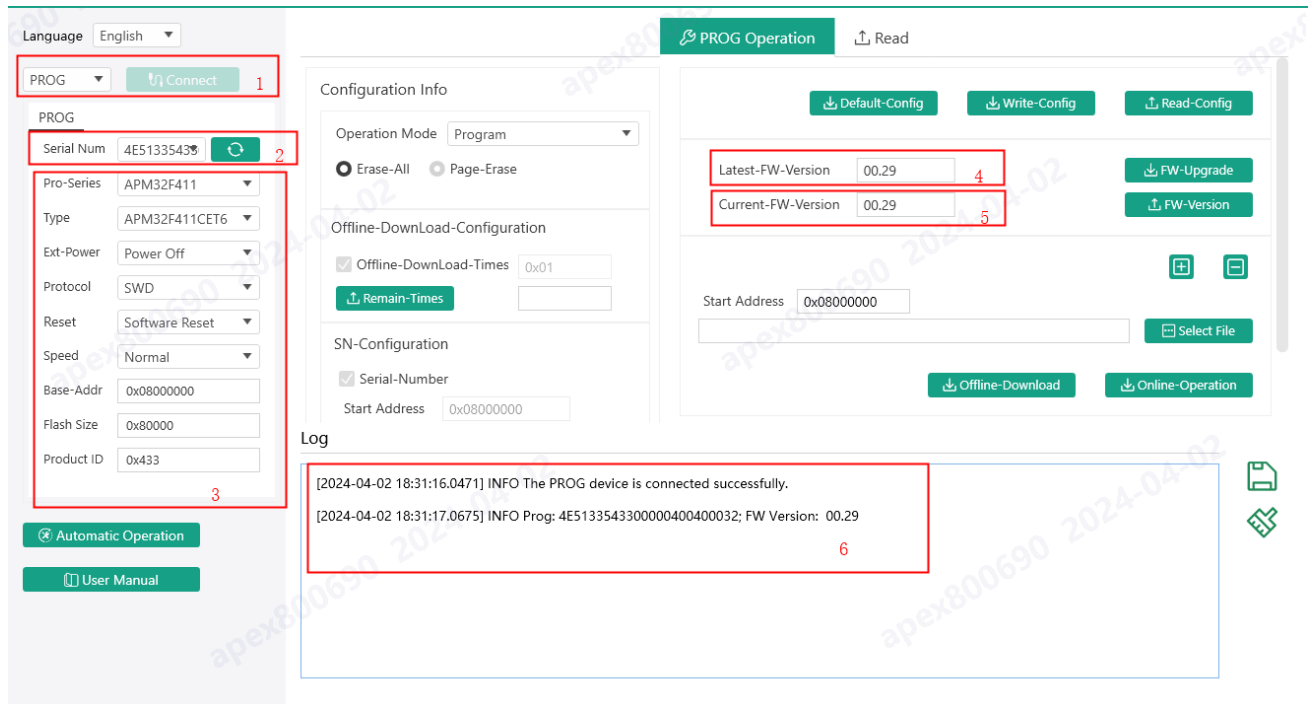 Language English
PROG Connect 1
PROG
Serial Num 4E51335433 2
Pro-Series APM32F411
Type APM32F411CET6
Ext-Power Power Off
Protocol SWD
Reset Software Reset
Speed Normal
Base-Addr 0x08000000
Flash Size 0x80000
Product ID 0x433
3
Automatic Operation
User Manual
Configuration Info
Operation Mode Program
Erase-All Page-Erase
Offline-DownLoad-Configuration
Offline-DownLoad-Times 0x01
Remain-Times
SN-Configuration
Serial-Number
Start Address 0x08000000
PROG Operation Read
Default-Config Write-Config Read-Config
Latest-FW-Version 00.29 4 FW-Upgrade
Current-FW-Version 00.29 5 FW-Version
Start Address 0x08000000
Select File
Offline-Download Online-Operation
Log
[2024-04-02 18:31:16.0471] INFO The PROG device is connected successfully.
[2024-04-02 18:31:17.0675] INFO Prog: 4E5133543300000400400032; FW Version: 00.29
6
apex800690 2024-04-02